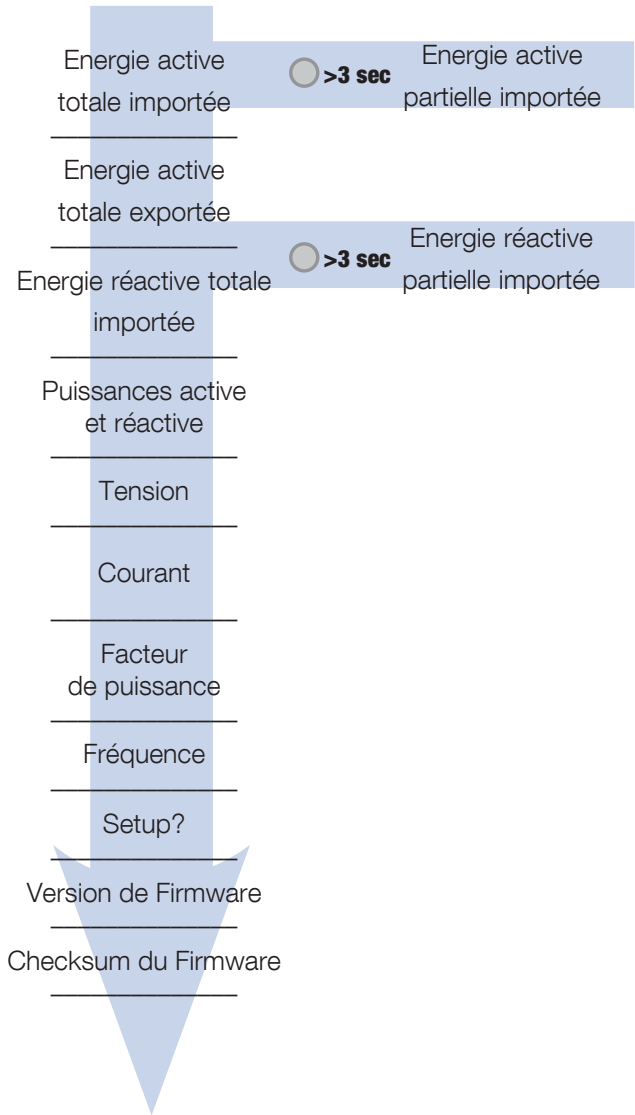 Energie active
totale importée
>3 sec
Energie active
partielle importée
Energie active
totale exportée
>3 sec
Energie réactive
partielle importée
Energie réactive totale
importée
Puissances active
et réactive
Tension
Courant
Facteur
de puissance
Fréquence
Setup?
Version de Firmware
Checksum du Firmware